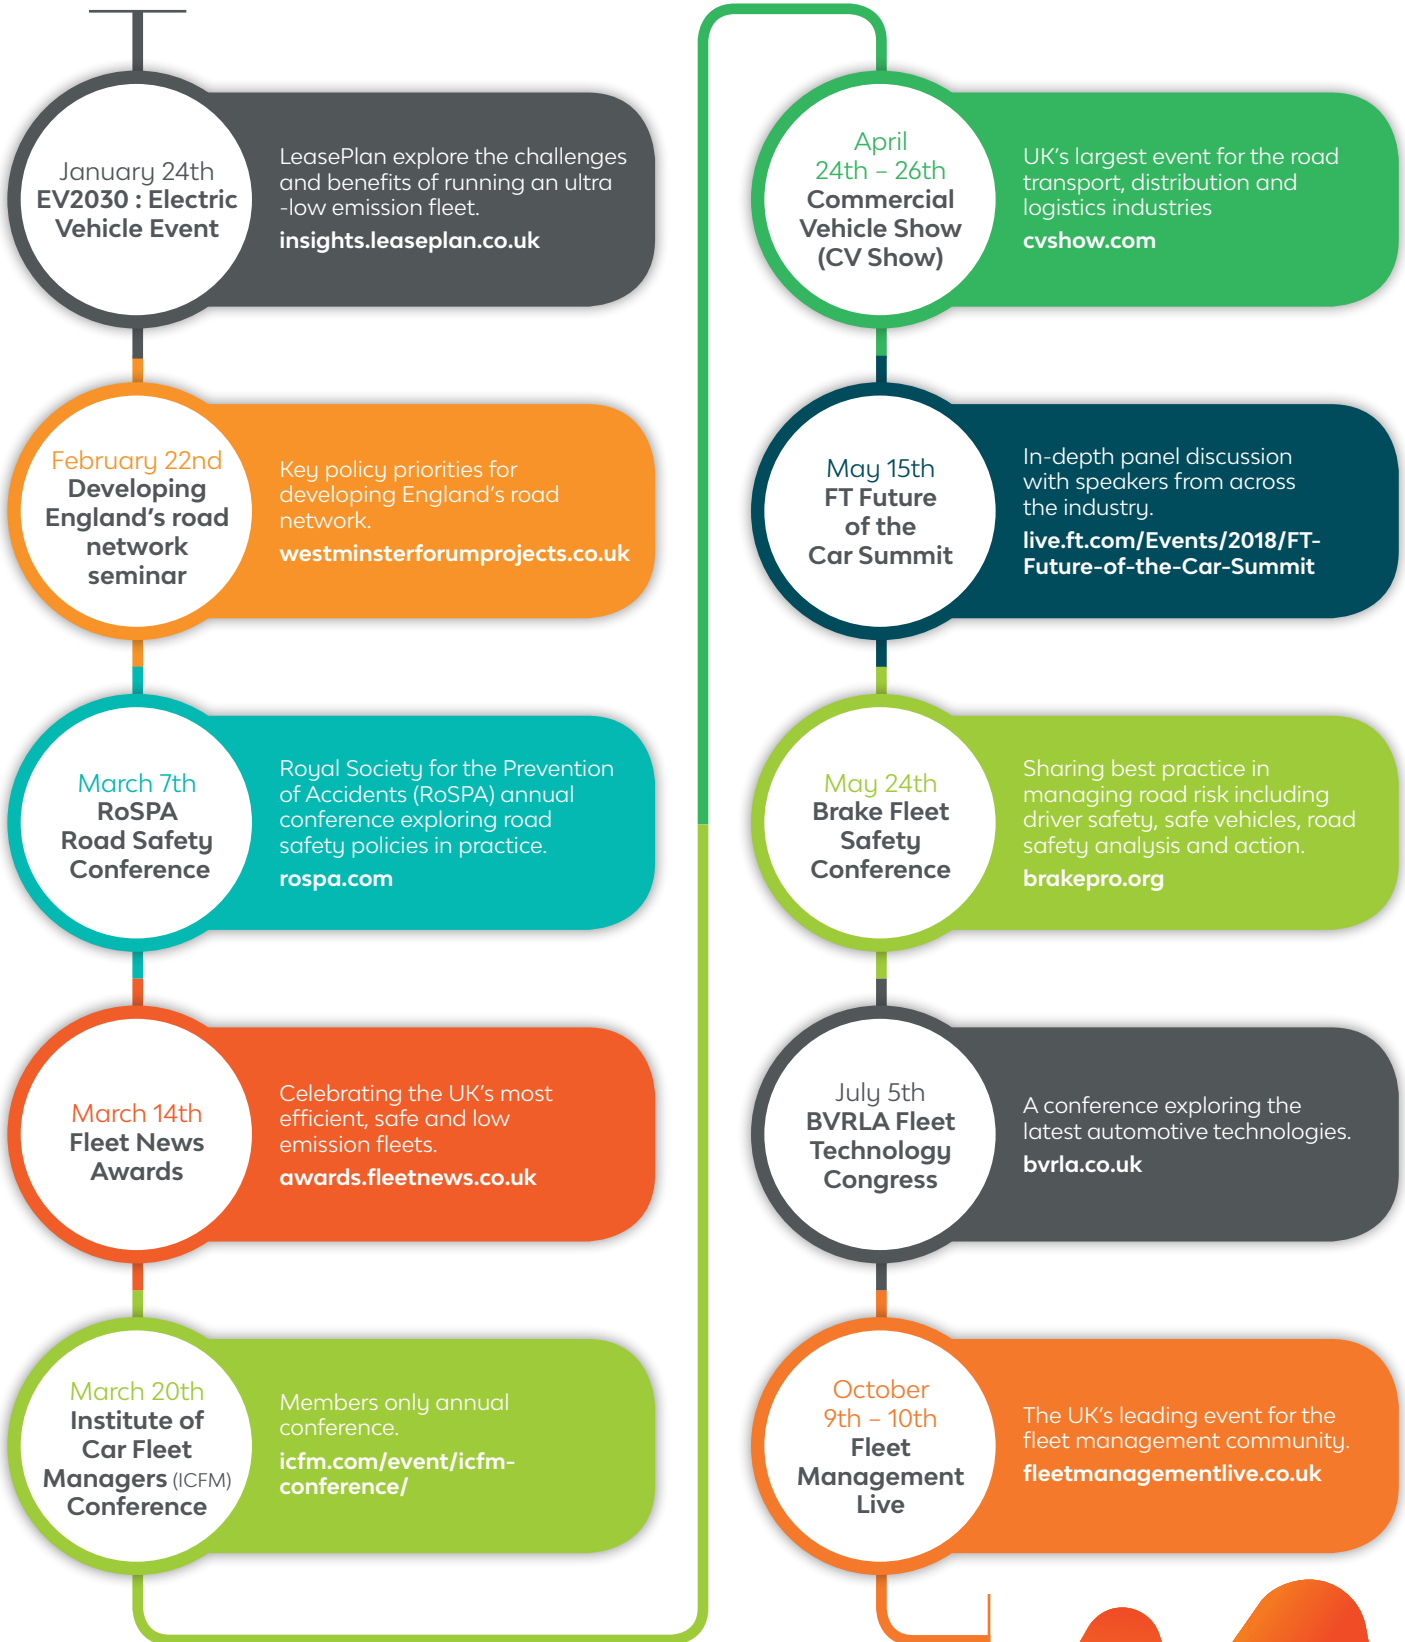 January 24th
EV2030 : Electric
Vehicle Event
LeasePlan explore the challenges
and benefits of running an ultra
-low emission fleet.
insights.leaseplan.co.uk
February 22nd
Developing
England's road
network
seminar
Key policy priorities for
developing England's road
network.
westminsterforumprojects.co.uk
March 7th
RoSPA
Road Safety
Conference
Royal Society for the Prevention
of Accidents (RoSPA) annual
conference exploring road
safety policies in practice.
rospa.com
March 14th
Fleet News
Awards
Celebrating the UK's most
efficient, safe and low
emission fleets.
awards.fleetnews.co.uk
March 20th
Institute of
Car Fleet
Managers (ICFM)
Conference
Members only annual
conference.
icfm.com/event/icfm-
conference/
April
24th – 26th
Commercial
Vehicle Show
(CV Show)
UK's largest event for the road
transport, distribution and
logistics industries
cvshow.com
May 15th
FT Future
of the
Car Summit
In-depth panel discussion
with speakers from across
the industry.
live.ft.com/Events/2018/FT-
Future-of-the-Car-Summit
May 24th
Brake Fleet
Safety
Conference
Sharing best practice in
managing road risk including
driver safety, safe vehicles, road
safety analysis and action.
brakepro.org
July 5th
BVRLA Fleet
Technology
Congress
A conference exploring the
latest automotive technologies.
bvrla.co.uk
October
9th – 10th
Fleet
Management
Live
The UK's leading event for the
fleet management community.
fleetmanagementlive.co.uk